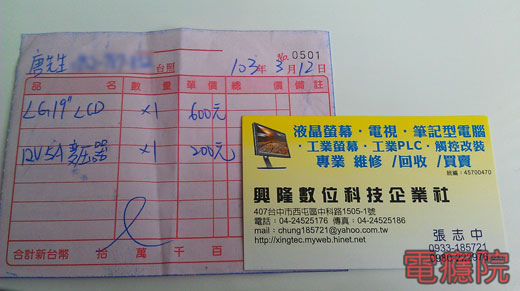 No. 0501
唐先生 台照 103年3月12日
品名 數量 單價 總價 備註
LG19" LCD ×1 600元
12V5A 變壓器 ×1 200元
合計新台幣 拾 萬 千 百
液晶螢幕・電視・筆記型電腦
・工業螢幕・工業PLC・觸控改裝
專業 維修 /回收 /買賣
統編：45700470
興隆數位科技企業社
407台中市西屯區中科路1505-1號
電話：04-24525176 傳真：04-24525186
mail：chung185721@yahoo.com.tw
http://xingtec.myweb.hinet.net
張志中
0933-185721
0980-222976
電癮院